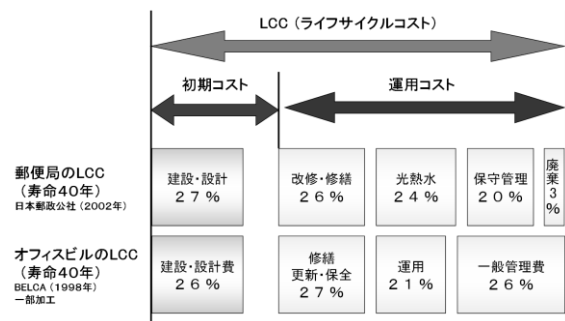 LCC (ライフサイクルコスト)
初期コスト
運用コスト
郵便局のLCC
(寿命40年)
日本郵政公社(2002年)
建設・設計
27%
改修・修繕
26%
光熱水
24%
保守管理
20%
廃棄3%
オフィスビルのLCC
(寿命40年)
BELCA(1998年)
一部加工
建設・設計費
26%
修繕
更新・保全
27%
運用
21%
一般管理費
26%